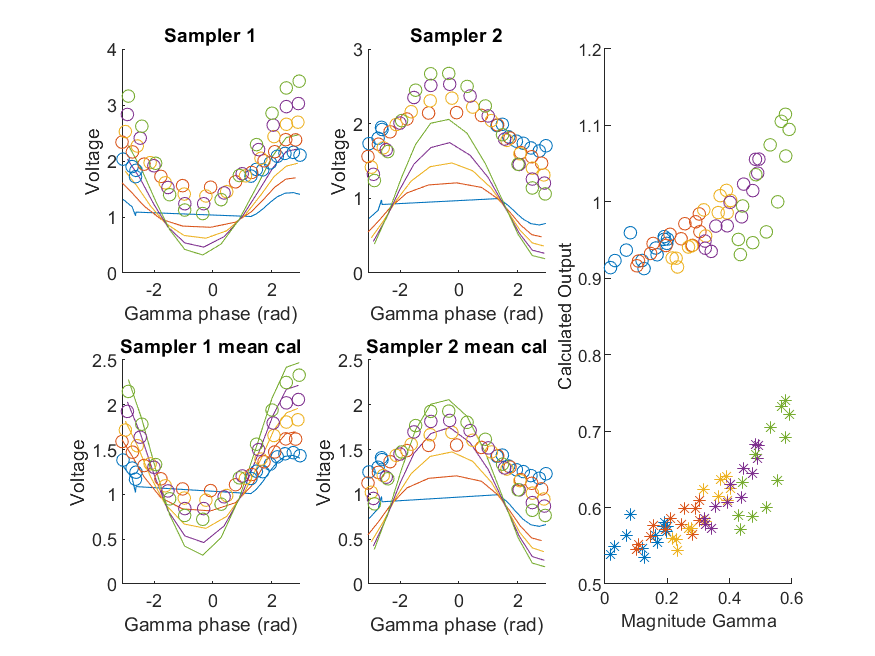 Sampler 1
4
3
2
1
0
Voltage
-2 0 2
Gamma phase (rad)
Sampler 2
3
2
1
0
Voltage
-2 0 2
Gamma phase (rad)
Sampler 1 mean cal
2.5
2
1.5
1
0.5
0
Voltage
-2 0 2
Gamma phase (rad)
Sampler 2 mean cal
2.5
2
1.5
1
0.5
0
Voltage
-2 0 2
Gamma phase (rad)
1.2
1.1
1
0.9
0.8
0.7
0.6
0.5
Calculated Output
0 0.2 0.4 0.6
Magnitude Gamma